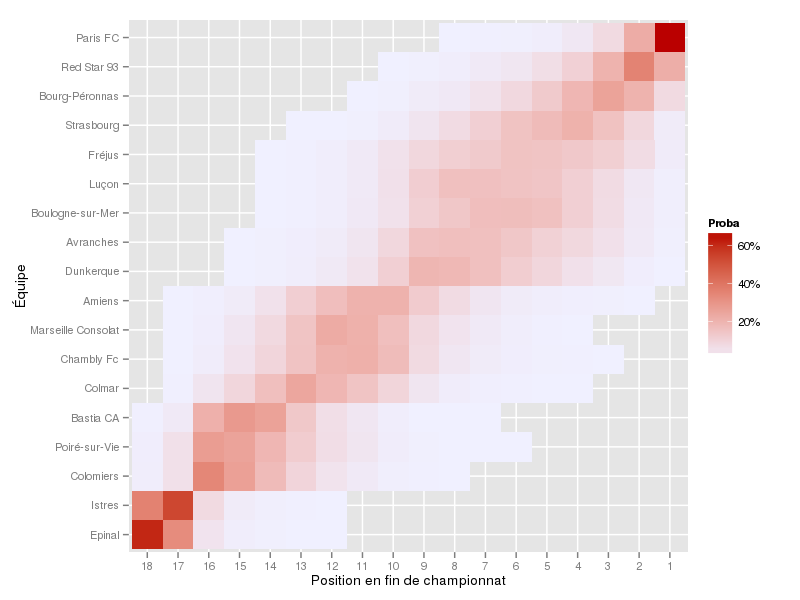 Paris FC
Red Star 93
Bourg-Péronnas
Strasbourg
Fréjus
Luçon
Boulogne-sur-Mer
Avranches
Dunkerque
Amiens
Marseille Consolat
Chambly Fc
Colmar
Bastia CA
Poiré-sur-Vie
Colomiers
Istres
Epinal
Équipe
18 17 16 15 14 13 12 11 10 9 8 7 6 5 4 3 2 1
Position en fin de championnat
Proba
60%
40%
20%